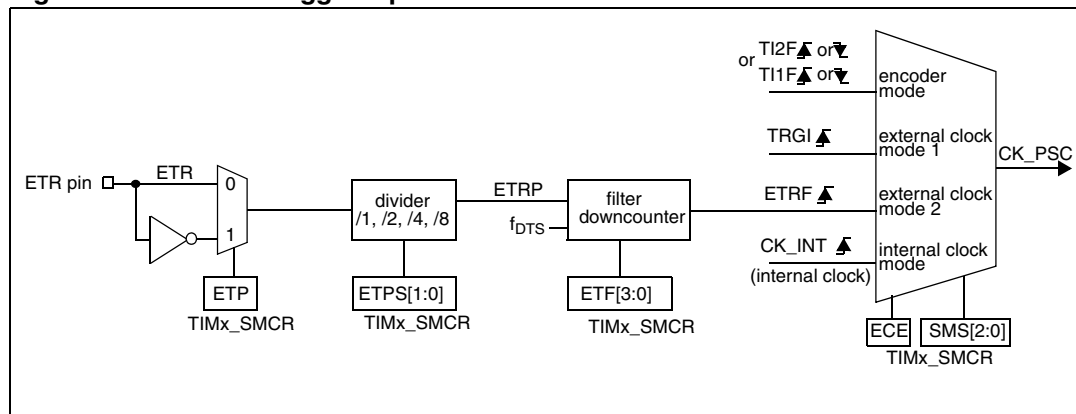 or TI2F or
TI1F or
encoder
mode
TRGI
external clock
mode 1
CK_PSC
ETR pin
ETR
0
1
divider
/1, /2, /4, /8
ETRP
fDTS
filter
downcounter
ETRF
external clock
mode 2
CK_INT
(internal clock)
internal clock
mode
ETP
TIMx_SMCR
ETPS[1:0]
TIMx_SMCR
ETF[3:0]
TIMx_SMCR
ECE
SMS[2:0]
TIMx_SMCR